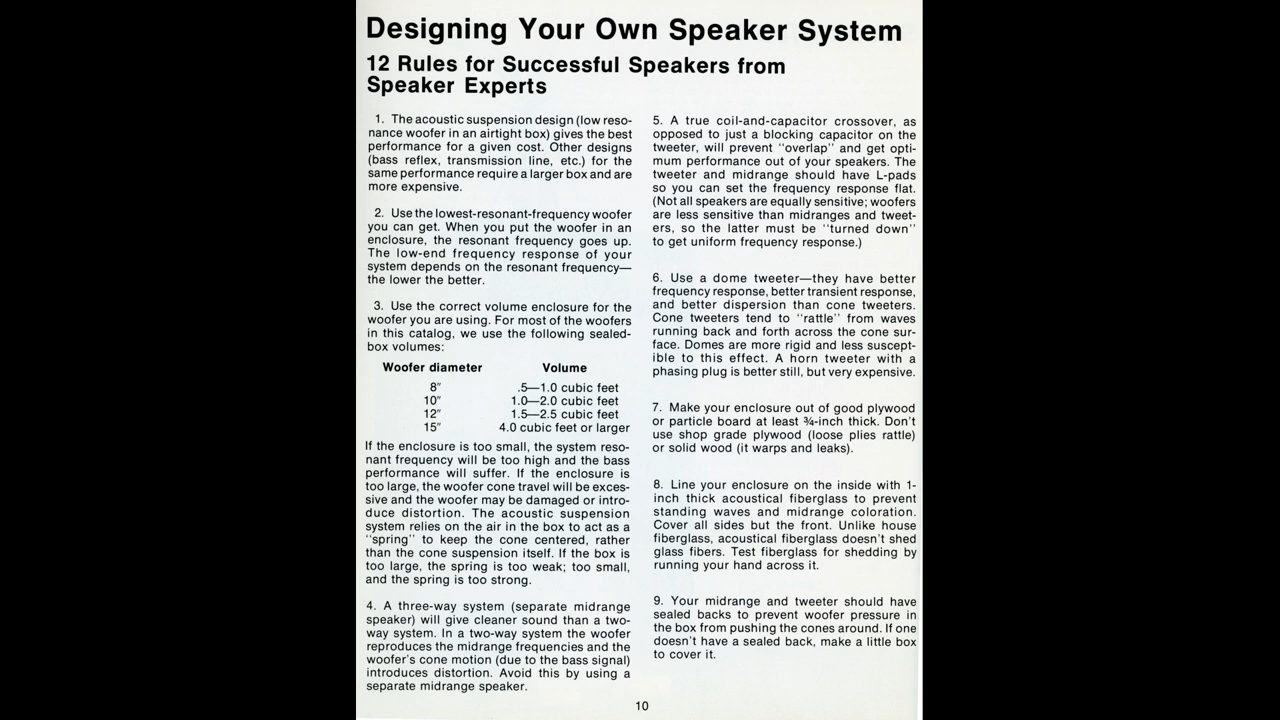 Designing Your Own Speaker System
12 Rules for Successful Speakers from
Speaker Experts
1. The acoustic suspension design (low reso-
nance woofer in an airtight box) gives the best
performance for a given cost. Other designs
(bass reflex, transmission line, etc.) for the
same performance require a larger box and are
more expensive.
2. Use the lowest-resonant-frequency woofer
you can get. When you put the woofer in an
enclosure, the resonant frequency goes up.
The low-end frequency response of your
system depends on the resonant frequency—
the lower the better.
3. Use the correct volume enclosure for the
woofer you are using. For most of the woofers
in this catalog, we use the following sealed-
box volumes:
Woofer diameter Volume
8″ .5—1.0 cubic feet
10″ 1.0—2.0 cubic feet
12″ 1.5—2.5 cubic feet
15″ 4.0 cubic feet or larger
If the enclosure is too small, the system reso-
nant frequency will be too high and the bass
performance will suffer. If the enclosure is
too large, the woofer cone travel will be exces-
sive and the woofer may be damaged or intro-
duce distortion. The acoustic suspension
system relies on the air in the box to act as a
"spring" to keep the cone centered, rather
than the cone suspension itself. If the box is
too large, the spring is too weak; too small,
and the spring is too strong.
4. A three-way system (separate midrange
speaker) will give cleaner sound than a two-
way system. In a two-way system the woofer
reproduces the midrange frequencies and the
woofer's cone motion (due to the bass signal)
introduces distortion. Avoid this by using a
separate midrange speaker.
5. A true coil-and-capacitor crossover, as
opposed to just a blocking capacitor on the
tweeter, will prevent "overlap" and get opti-
mum performance out of your speakers. The
tweeter and midrange should have L-pads
so you can set the frequency response flat.
(Not all speakers are equally sensitive; woofers
are less sensitive than midranges and tweet-
ers, so the latter must be "turned down"
to get uniform frequency response.)
6. Use a dome tweeter—they have better
frequency response, better transient response,
and better dispersion than cone tweeters.
Cone tweeters tend to "rattle" from waves
running back and forth across the cone sur-
face. Domes are more rigid and less suscept-
ible to this effect. A horn tweeter with a
phasing plug is better still, but very expensive.
7. Make your enclosure out of good plywood
or particle board at least ¾-inch thick. Don't
use shop grade plywood (loose plies rattle)
or solid wood (it warps and leaks).
8. Line your enclosure on the inside with 1-
inch thick acoustical fiberglass to prevent
standing waves and midrange coloration.
Cover all sides but the front. Unlike house
fiberglass, acoustical fiberglass doesn't shed
glass fibers. Test fiberglass for shedding by
running your hand across it.
9. Your midrange and tweeter should have
sealed backs to prevent woofer pressure in
the box from pushing the cones around. If one
doesn't have a sealed back, make a little box
to cover it.
10